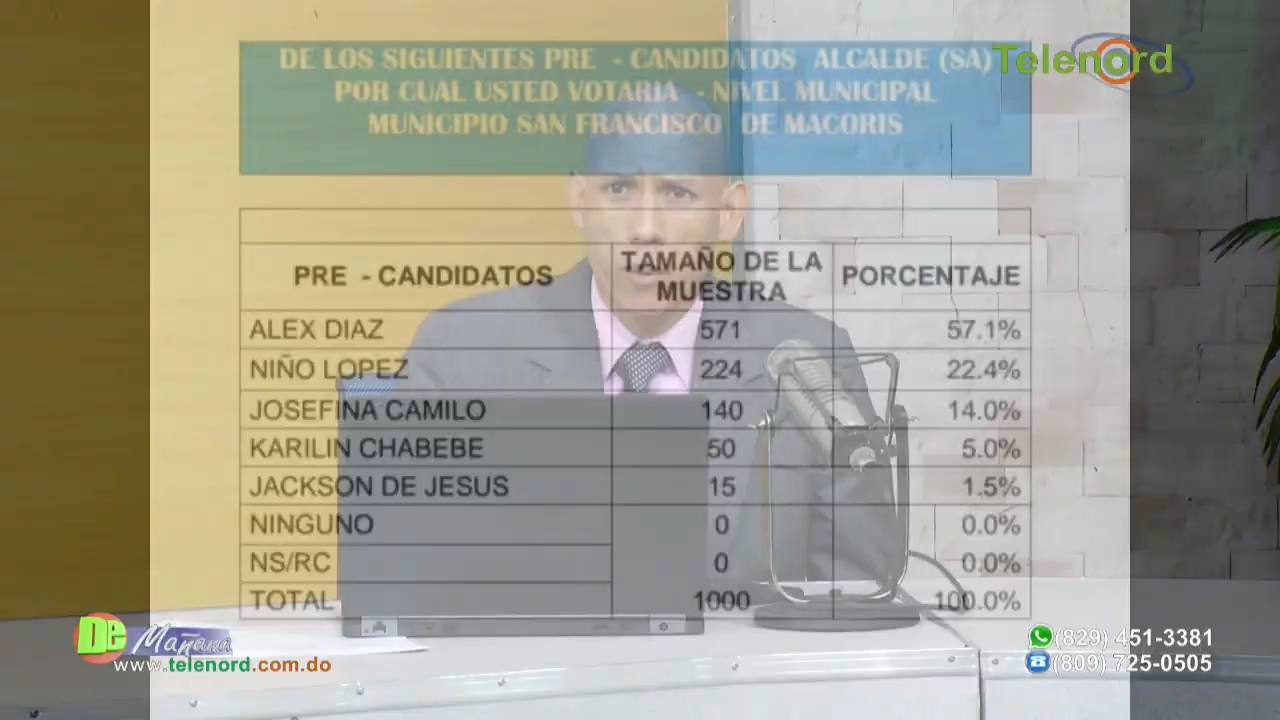 DE LOS SIGUIENTES PRE - CANDIDATOS ALCALDE (SA)
POR CUAL USTED VOTARIA - NIVEL MUNICIPAL
MUNICIPIO SAN FRANCISCO DE MACORIS
Telenord
PRE - CANDIDATOS TAMAÑO DE LA MUESTRA PORCENTAJE
ALEX DIAZ 571 57.1%
NIÑO LOPEZ 224 22.4%
JOSEFINA CAMILO 140 14.0%
KARILIN CHABEBE 50 5.0%
JACKSON DE JESUS 15 1.5%
NINGUNO 0 0.0%
NS/RC 0 0.0%
TOTAL 1000 100.0%
De Mañana
www.telenord.com.do
(829) 451-3381
(809) 725-0505